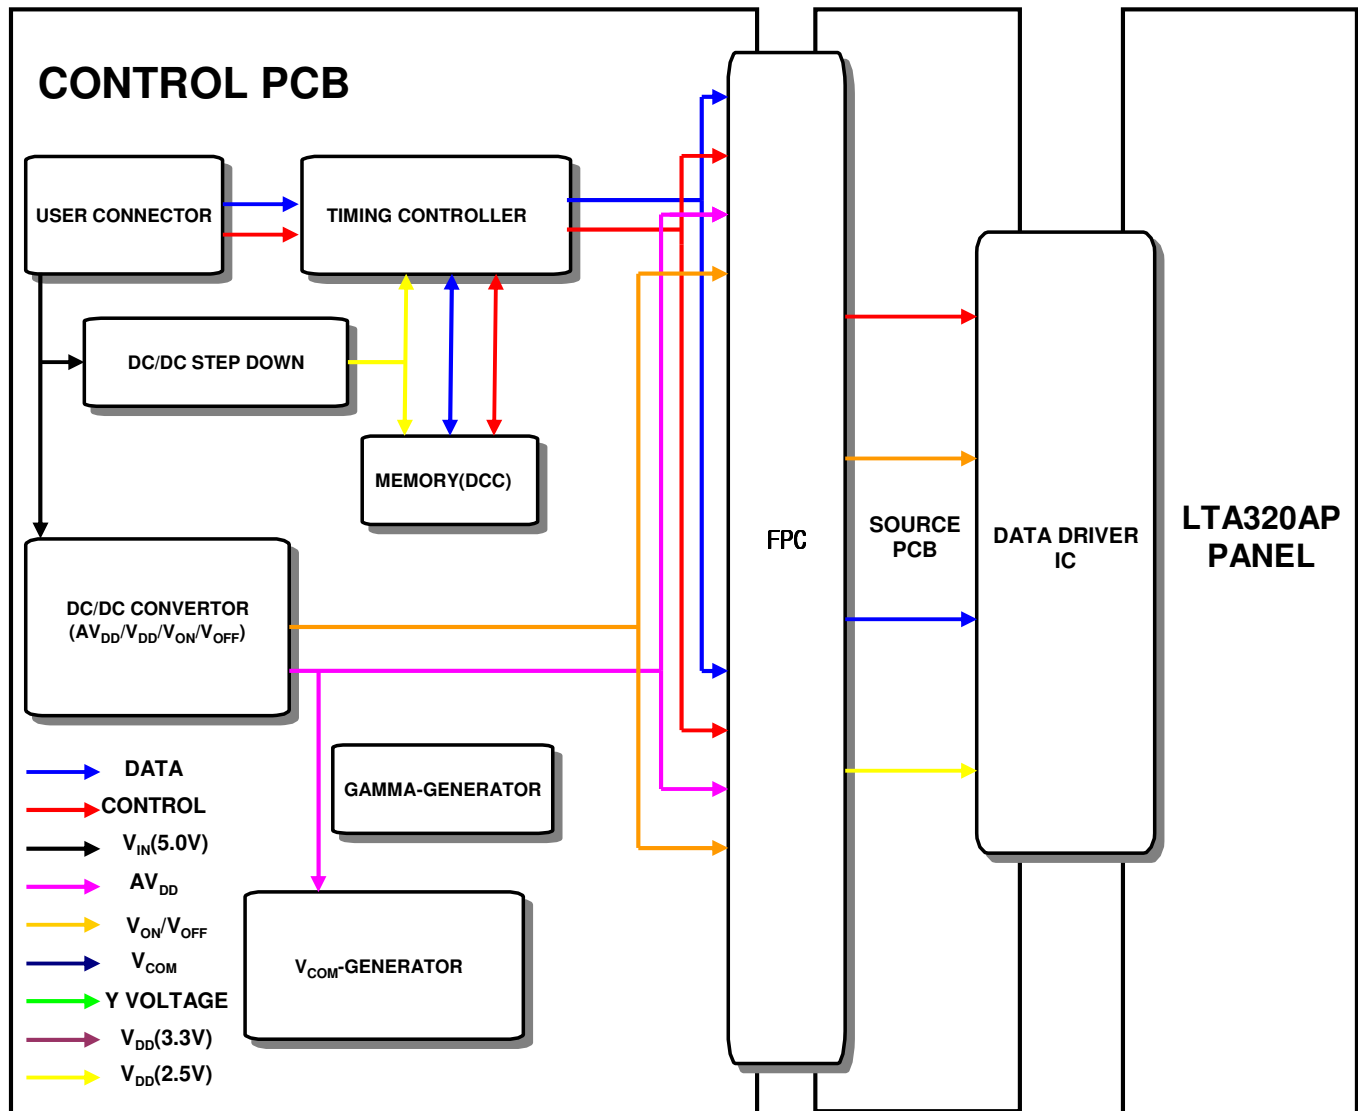 CONTROL PCB
USER CONNECTOR
TIMING CONTROLLER
DC/DC STEP DOWN
MEMORY(DCC)
DC/DC CONVERTOR
(AVDD/VDD/VON/VOFF)
GAMMA-GENERATOR
VCOM-GENERATOR
DATA
CONTROL
VIN(5.0V)
AVDD
VON/VOFF
VCOM
Y VOLTAGE
VDD(3.3V)
VDD(2.5V)
FPC
SOURCE
PCB
DATA DRIVER
IC
LTA320AP
PANEL